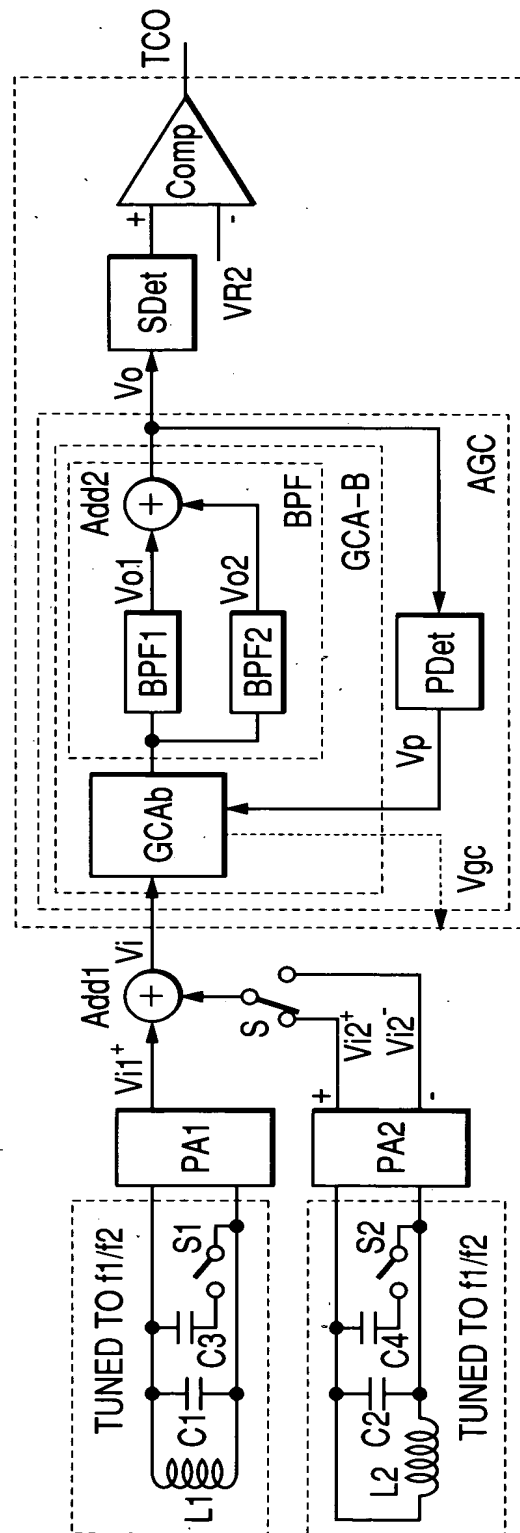 TUNED TO f1/f2
L1
C1
C3
S1
PA1
Vi1+
Add1
+
Vi
S
Vi2+
Vi2-
TUNED TO f1/f2
L2
C2
C4
S2
PA2
+
-
GCAb
BPF1
BPF2
Vo1
Vo2
Add2
+
BPF
GCA-B
Vp
PDet
Vgc
AGC
Vo
SDet
+
-
VR2
Comp
TCO